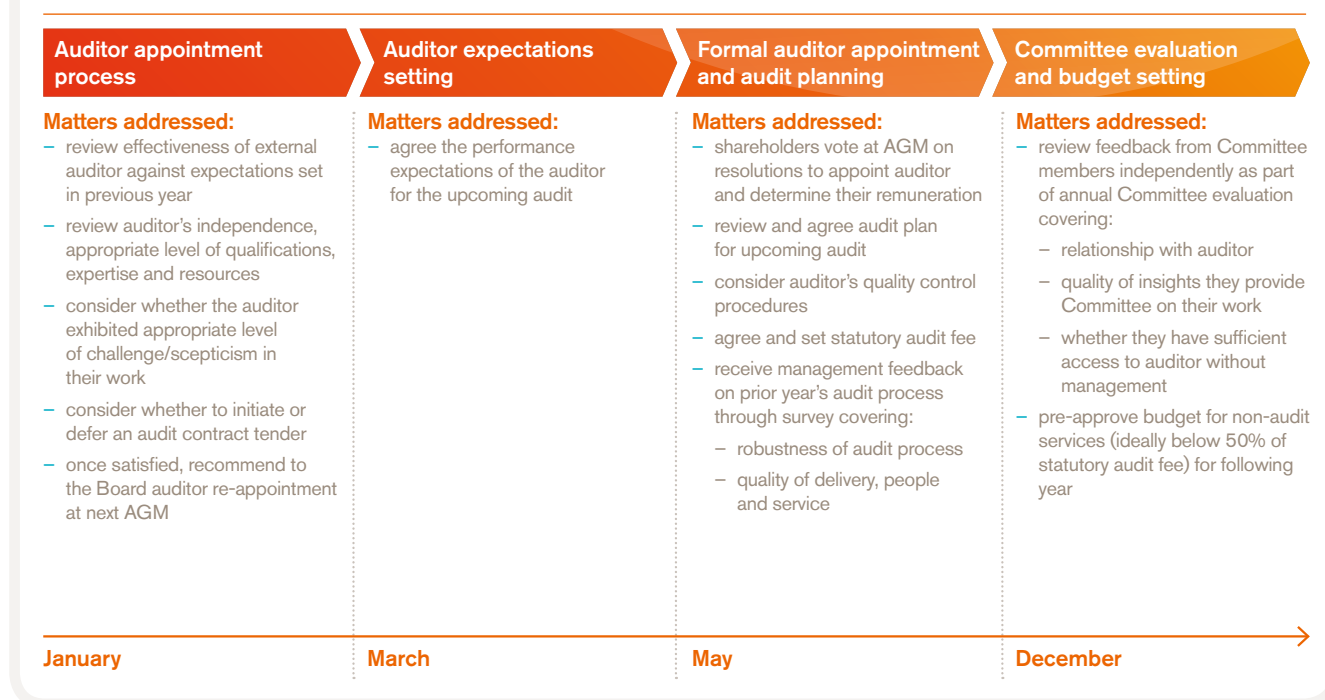 Auditor appointment
process
Auditor expectations
setting
Formal auditor appointment
and audit planning
Committee evaluation
and budget setting
Matters addressed:
– review effectiveness of external
auditor against expectations set
in previous year
– review auditor's independence,
appropriate level of qualifications,
expertise and resources
– consider whether the auditor
exhibited appropriate level
of challenge/scepticism in
their work
– consider whether to initiate or
defer an audit contract tender
– once satisfied, recommend to
the Board auditor re-appointment
at next AGM
Matters addressed:
– agree the performance
expectations of the auditor
for the upcoming audit
Matters addressed:
– shareholders vote at AGM on
resolutions to appoint auditor
and determine their remuneration
– review and agree audit plan
for upcoming audit
– consider auditor's quality control
procedures
– agree and set statutory audit fee
– receive management feedback
on prior year's audit process
through survey covering:
– robustness of audit process
– quality of delivery, people
and service
Matters addressed:
– review feedback from Committee
members independently as part
of annual Committee evaluation
covering:
– relationship with auditor
– quality of insights they provide
Committee on their work
– whether they have sufficient
access to auditor without
management
– pre-approve budget for non-audit
services (ideally below 50% of
statutory audit fee) for following
year
January
March
May
December